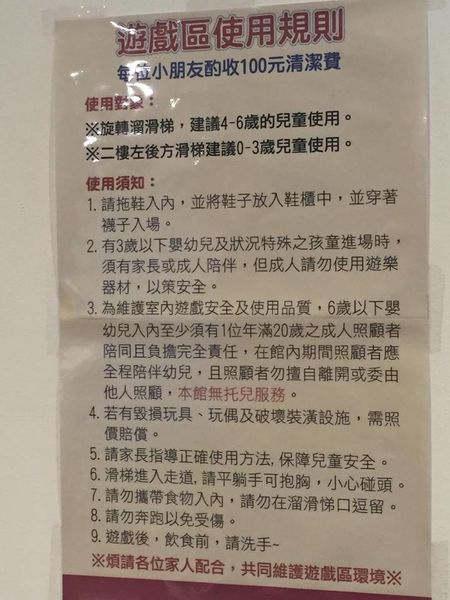 遊戲區使用規則
每位小朋友酌收100元清潔費
使用對象：
※旋轉溜滑梯，建議4-6歲的兒童使用。
※二樓左後方滑梯建議0-3歲兒童使用。
使用須知：
1. 請拖鞋入內，並將鞋子放入鞋櫃中，並穿著
襪子入場。
2. 有3歲以下嬰幼兒及狀況特殊之孩童進場時，
須有家長或成人陪伴，但成人請勿使用遊樂
器材，以策安全。
3. 為維護室內遊戲安全及使用品質，6歲以下嬰
幼兒入內至少須有1位年滿20歲之成人照顧者
陪同且負擔完全責任，在館內期間照顧者應
全程陪伴幼兒，且照顧者勿擅自離開或委由
他人照顧，本館無托兒服務。
4. 若有毀損玩具、玩偶及破壞裝潢設施，需照
價賠償。
5. 請家長指導正確使用方法,保障兒童安全。
6. 滑梯進入走道,請平躺手可抱胸，小心碰頭。
7. 請勿攜帶食物入內，請勿在溜滑悌口逗留。
8. 請勿奔跑以免受傷。
9. 遊戲後，飲食前，請洗手~
※煩請各位家人配合，共同維護遊戲區環境※